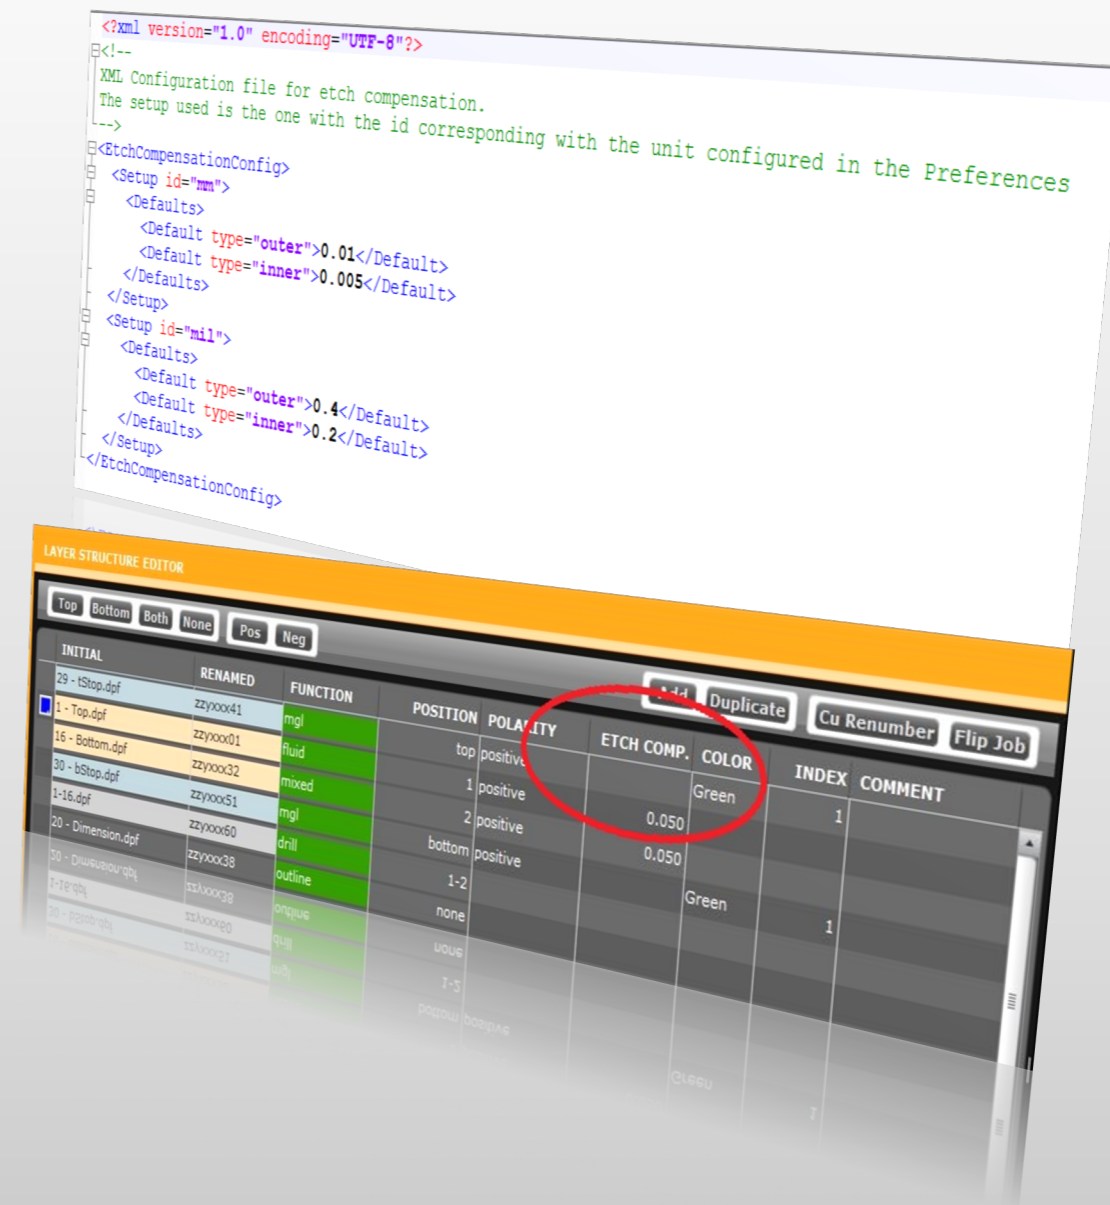 <?xml version="1.0" encoding="UTF-8"?>
<!--
XML Configuration file for etch compensation.
The setup used is the one with the id corresponding with the unit configured in the Preferences
-->
<EtchCompensationConfig>
<Setup id="mm">
<Defaults>
<Default type="outer">0.01</Default>
<Default type="inner">0.005</Default>
</Defaults>
</Setup>
<Setup id="mil">
<Defaults>
<Default type="outer">0.4</Default>
<Default type="inner">0.2</Default>
</Defaults>
</Setup>
</EtchCompensationConfig>
LAYER STRUCTURE EDITOR
Top Bottom Both None Pos Neg Add Duplicate Cu Renumber Flip Job
INITIAL RENAMED FUNCTION POSITION POLARITY ETCH COMP. COLOR INDEX COMMENT
29 - tStop.dpf zzyxxx41 mgl top positive Green 1
1 - Top.dpf zzyxxx01 fluid 1 positive 0.050
16 - Bottom.dpf zzyxxx32 mixed 2 positive 0.050
30 - bStop.dpf zzyxxx51 mgl bottom positive Green 1
1-16.dpf zzyxxx60 drill 1-2
20 - Dimension.dpf zzyxxx38 outline none